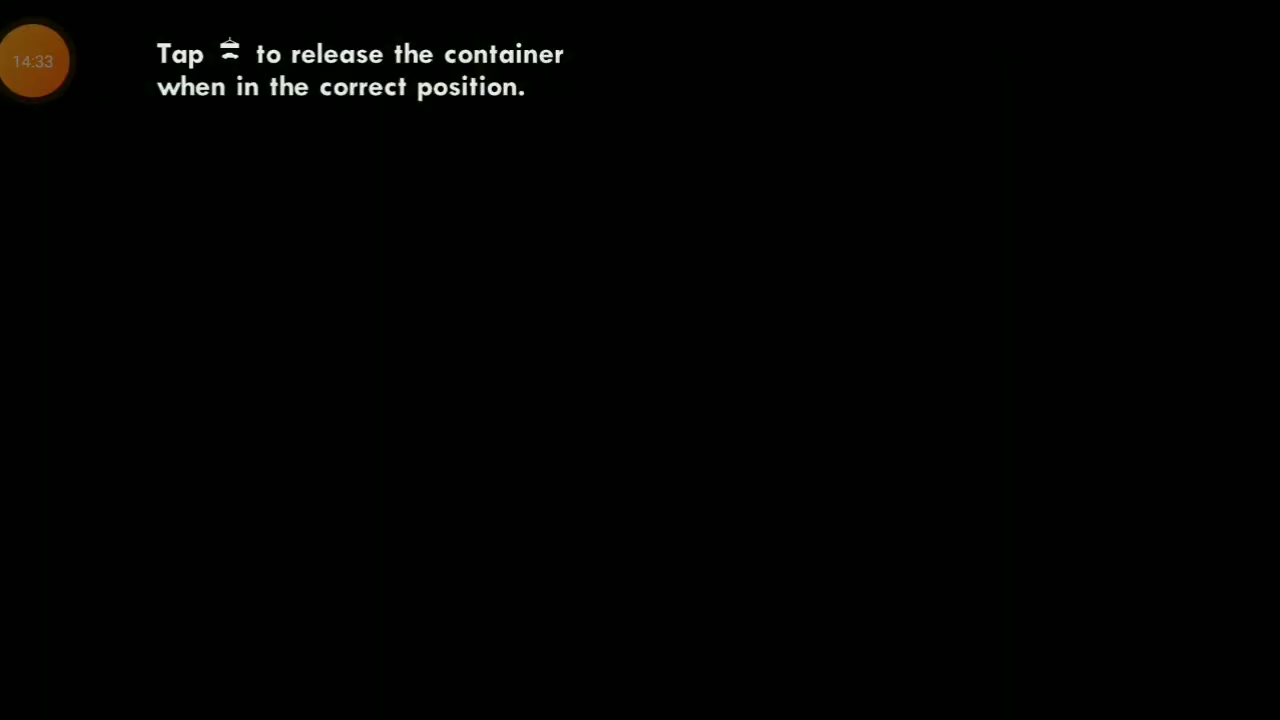 14:33
Tap to release the container
when in the correct position.